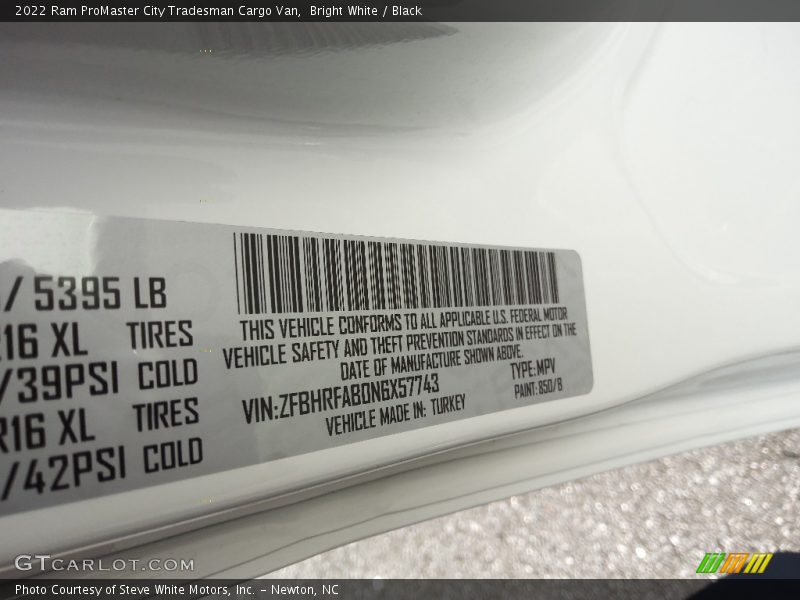 2022 Ram ProMaster City Tradesman Cargo Van, Bright White / Black
/ 5395 LB
R16 XL TIRES
/39PSI COLD
R16 XL TIRES
/42PSI COLD
THIS VEHICLE CONFORMS TO ALL APPLICABLE U.S. FEDERAL MOTOR
VEHICLE SAFETY AND THEFT PREVENTION STANDARDS IN EFFECT ON THE
DATE OF MANUFACTURE SHOWN ABOVE.
VIN:ZFBHRFAB0N6X57743 TYPE:MPV
VEHICLE MADE IN: TURKEY PAINT: 850/B
GTCARLOT.COM
Photo Courtesy of Steve White Motors, Inc. – Newton, NC